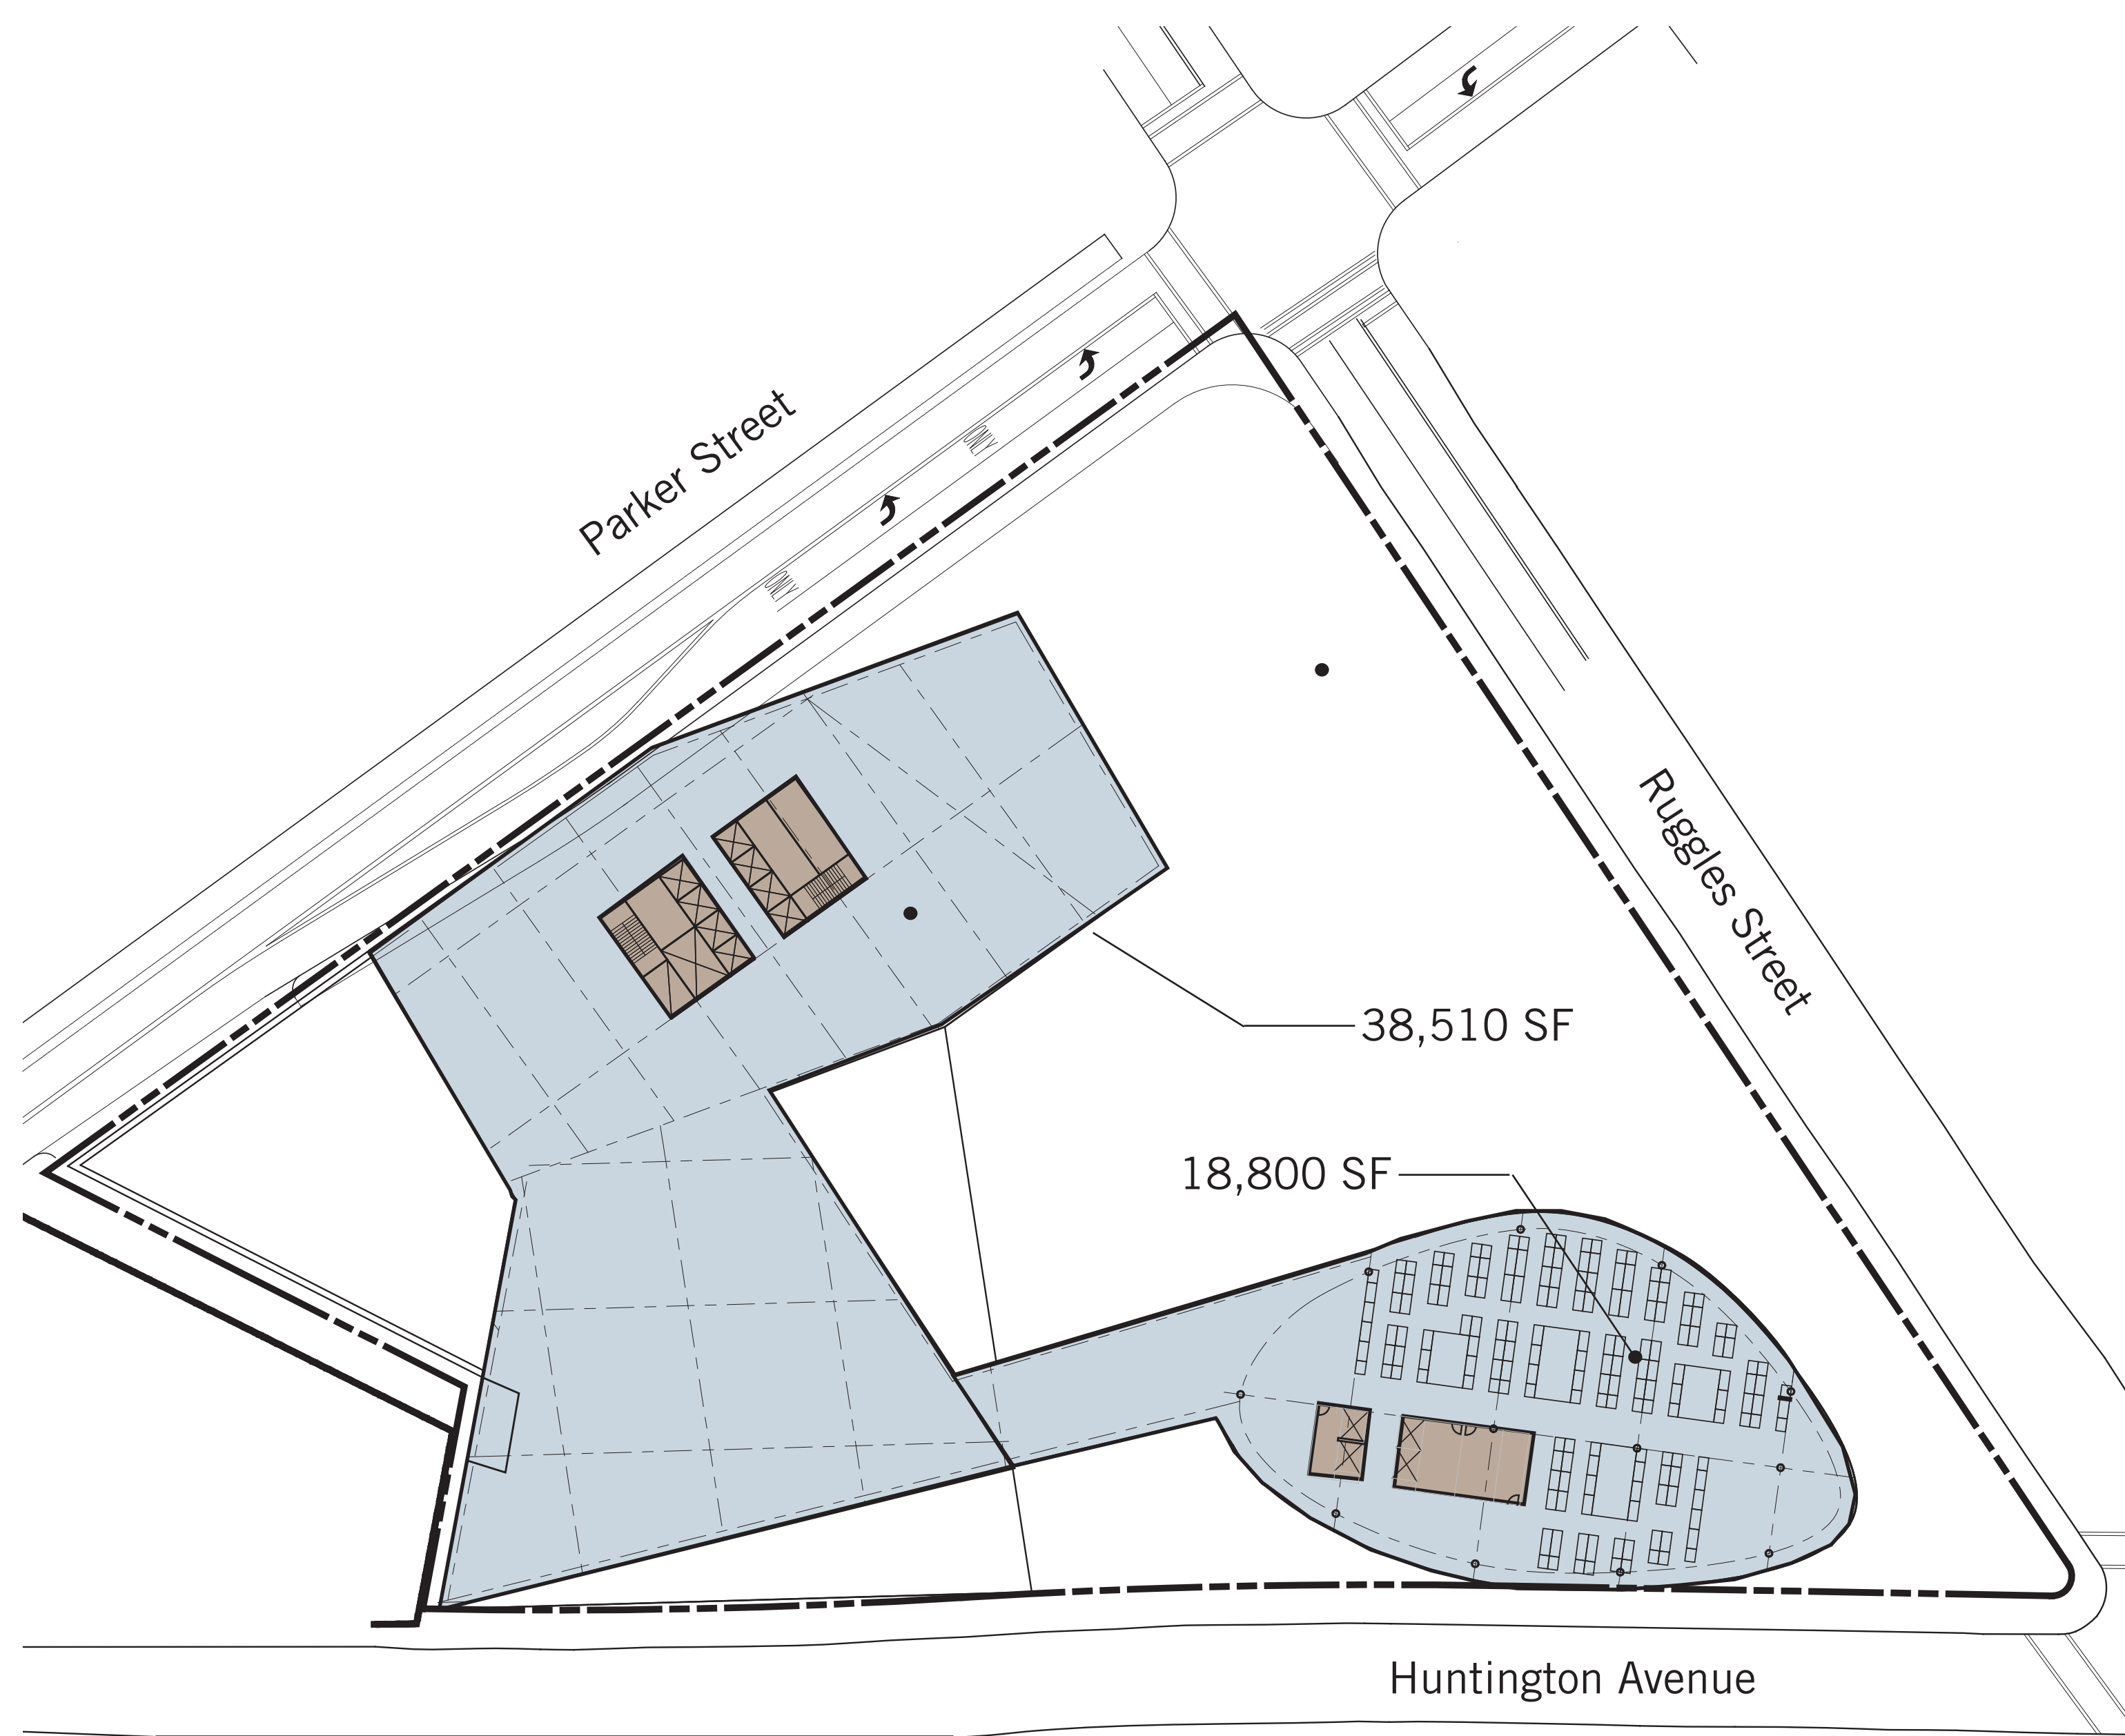 Parker Street
ONLY
ONLY
Ruggles Street
38,510 SF
18,800 SF
Huntington Avenue